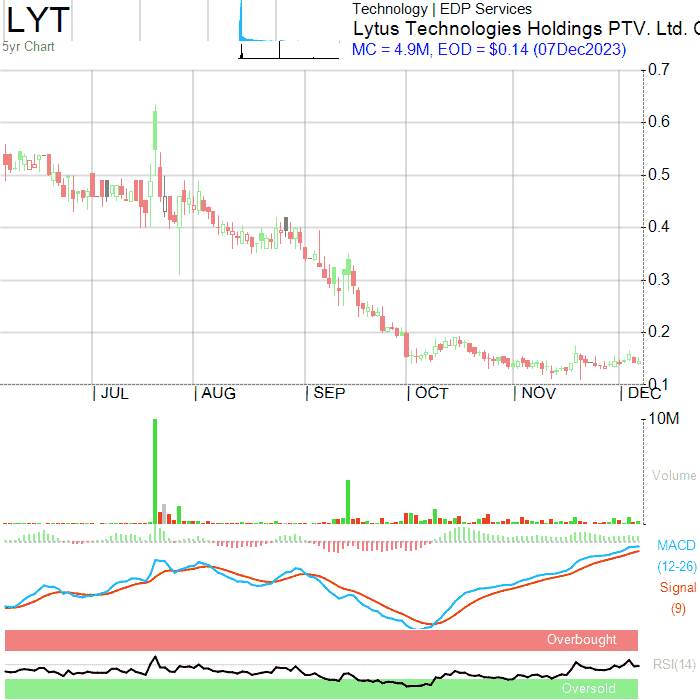 LYT
5yr Chart
Technology | EDP Services
Lytus Technologies Holdings PTV. Ltd. C
MC = 4.9M, EOD = $0.14 (07Dec2023)
0.7
0.6
0.5
0.4
0.3
0.2
0.1
| JUL | AUG | SEP | OCT | NOV | DEC
10M
Volume
MACD
(12-26)
Signal
(9)
Overbought
RSI(14)
Oversold